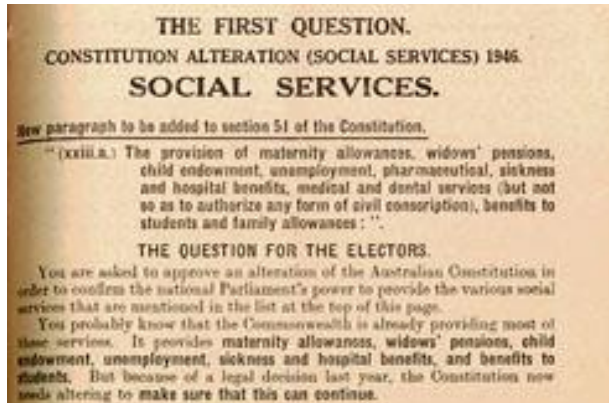 THE FIRST QUESTION.
CONSTITUTION ALTERATION (SOCIAL SERVICES) 1946.
SOCIAL SERVICES.
New paragraph to be added to section 51 of the Constitution.
"(xxiii.A.) The provision of maternity allowances, widows' pensions,
child endowment, unemployment, pharmaceutical, sickness
and hospital benefits, medical and dental services (but not
so as to authorize any form of civil conscription), benefits to
students and family allowances : ".
THE QUESTION FOR THE ELECTORS.
You are asked to approve an alteration of the Australian Constitution in
order to confirm the national Parliament's power to provide the various social
services that are mentioned in the list at the top of this page.
You probably know that the Commonwealth is already providing most of
these services. It provides maternity allowances, widows' pensions, child
endowment, unemployment, sickness and hospital benefits, and benefits to
students. But because of a legal decision last year, the Constitution now
needs altering to make sure that this can continue.